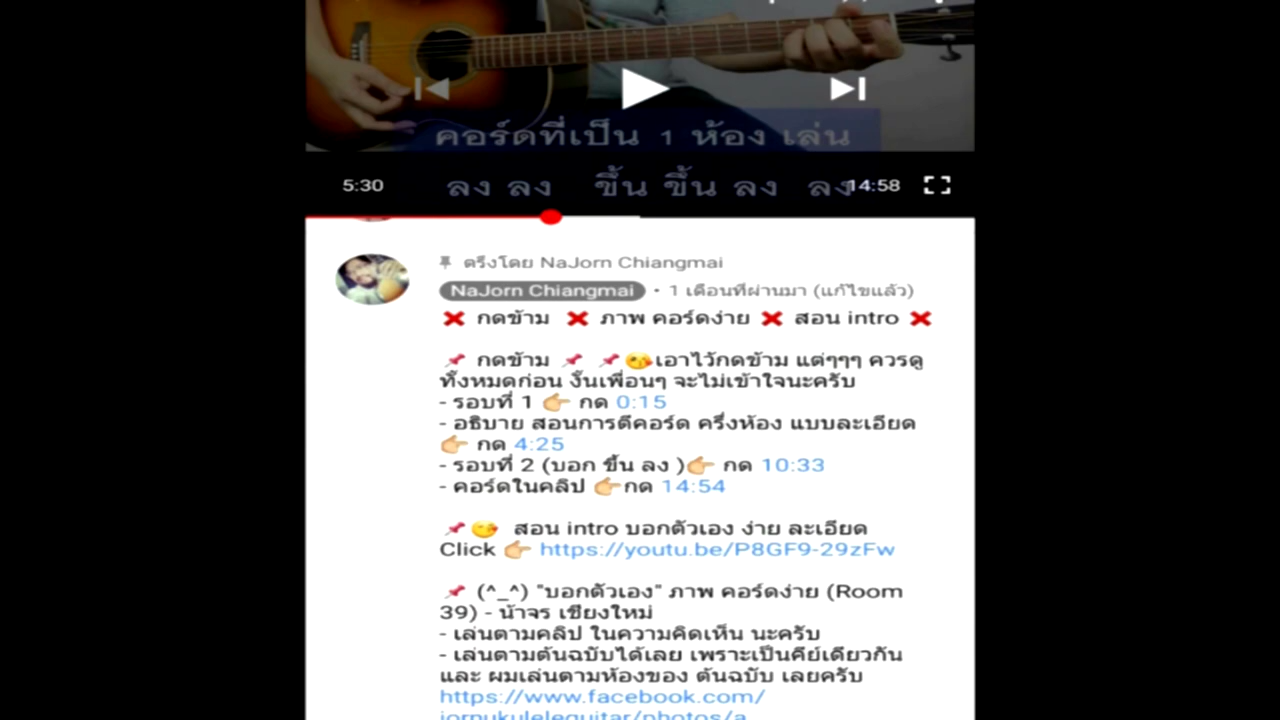 คอร์ดที่เป็น 1 ห้อง เล่น
5:30
ลง ลง ขึ้น ขึ้น ลง ลง
14:58
ตรึงโดย NaJorn Chiangmai
NaJorn Chiangmai • 1 เดือนที่ผ่านมา (แก้ไขแล้ว)
❌ กดข้าม ❌ ภาพ คอร์ดง่าย ❌ สอน intro ❌
📌 กดข้าม 📌 📌😘เอาไว้กดข้าม แต่ๆๆๆ ควรดู
ทั้งหมดก่อน งั้นเพื่อนๆ จะไม่เข้าใจนะครับ
- รอบที่ 1 👉 กด 0:15
- อธิบาย สอนการตีคอร์ด ครึ่งห้อง แบบละเอียด
👉 กด 4:25
- รอบที่ 2 (บอก ขึ้น ลง )👉 กด 10:33
- คอร์ดในคลิป 👉กด 14:54
📌😘 สอน intro บอกตัวเอง ง่าย ละเอียด
Click 👉 https://youtu.be/P8GF9-29zFw
📌 (^_^) "บอกตัวเอง" ภาพ คอร์ดง่าย (Room
39) - น้าจร เชียงใหม่
- เล่นตามคลิป ในความคิดเห็น นะครับ
- เล่นตามต้นฉบับได้เลย เพราะเป็นคีย์เดียวกัน
และ ผมเล่นตามห้องของ ต้นฉบับ เลยครับ
https://www.facebook.com/
jornukuleleguitar/photos/a